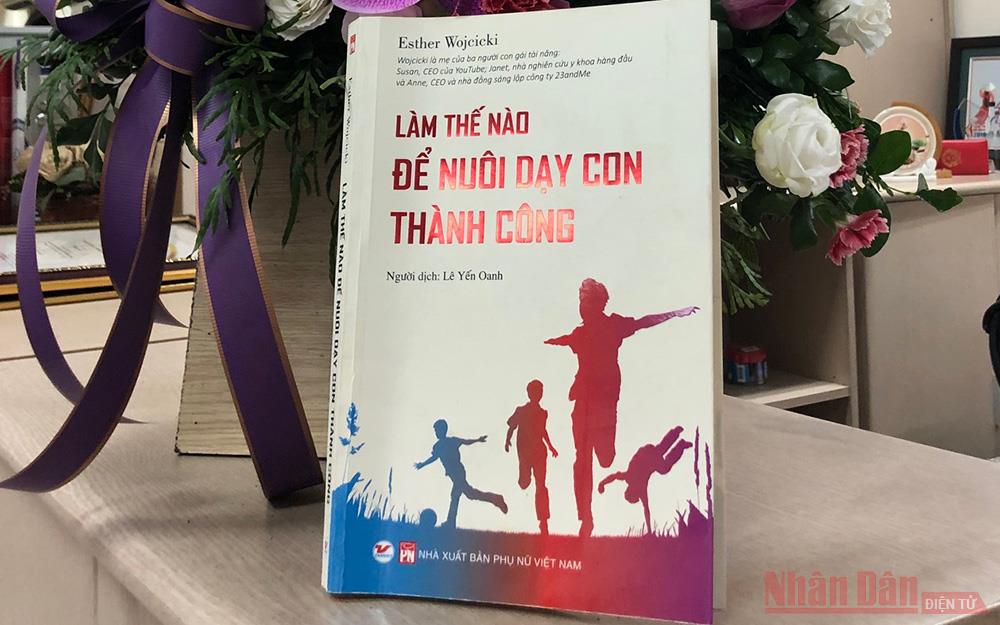 Esther Wojcicki
Wojcicki là mẹ của ba người con gái tài năng:
Susan, CEO của YouTube; Janet, nhà nghiên cứu y khoa hàng đầu
và Anne, CEO và nhà đồng sáng lập công ty 23andMe
LÀM THẾ NÀO
ĐỂ NUÔI DẠY CON
THÀNH CÔNG
Người dịch: Lê Yến Oanh
PN NHÀ XUẤT BẢN PHỤ NỮ VIỆT NAM
Esther Wojcicki LÀM THẾ NÀO ĐỂ NUÔI DẠY CON THÀNH CÔNG
Nhân Dân
ĐIỆN TỬ